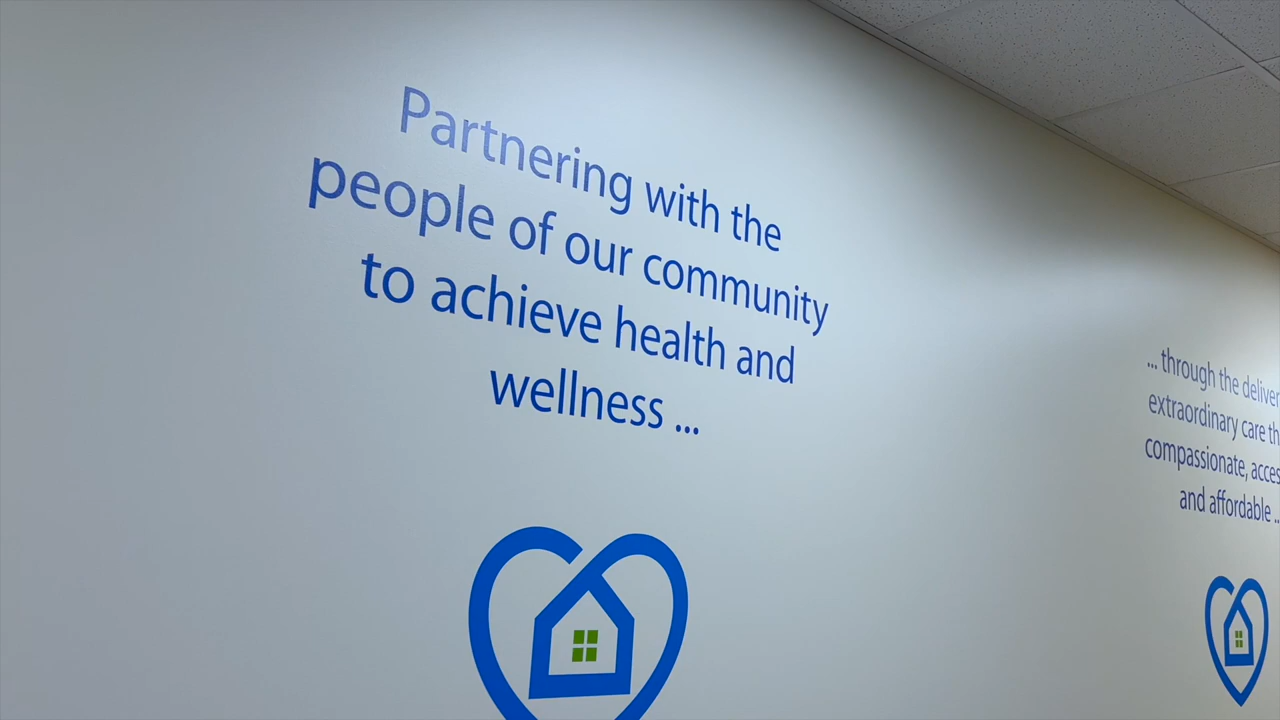 Partnering with the
people of our community
to achieve health and
wellness ...
... through the
extraordinary care
compassionate,
and affordable ...